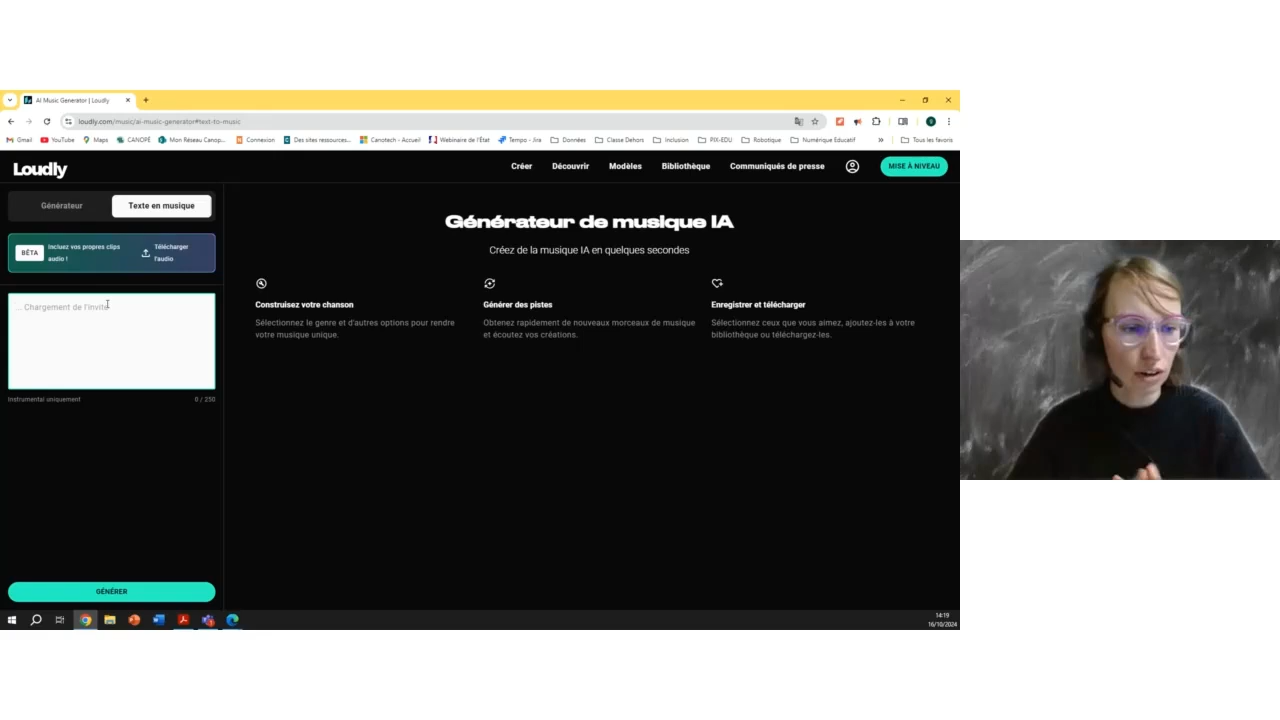 AI Music Generator | Loudly
loudly.com/music/ai-music-generator#text-to-music
Gmail YouTube Maps CANOPÉ Mon Réseau Canop... Connexion Des sites ressources... Canotech - Accueil Webinaire de l'État Tempo - Jira Données Classe Dehors Inclusion PIX-EDU Robotique Numérique Educatif » Tous les favoris
Loudly
Créer Découvrir Modèles Bibliothèque Communiqués de presse MISE À NIVEAU
Générateur Texte en musique
BÊTA
Incluez vos propres clips
audio !
Télécharger
l'audio
... Chargement de l'invite
Instrumental uniquement 0 / 250
GÉNÉRER
Générateur de musique IA
Créez de la musique IA en quelques secondes
Construisez votre chanson
Sélectionnez le genre et d'autres options pour rendre
votre musique unique.
Générer des pistes
Obtenez rapidement de nouveaux morceaux de musique
et écoutez vos créations.
Enregistrer et télécharger
Sélectionnez ceux que vous aimez, ajoutez-les à votre
bibliothèque ou téléchargez-les.
14:19
16/10/2024